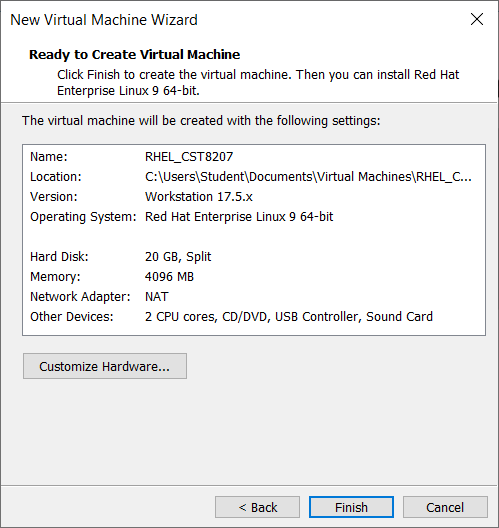 New Virtual Machine Wizard
Ready to Create Virtual Machine
Click Finish to create the virtual machine. Then you can install Red Hat
Enterprise Linux 9 64-bit.
The virtual machine will be created with the following settings:
Name: RHEL_CST8207
Location: C:\Users\Student\Documents\Virtual Machines\RHEL_C...
Version: Workstation 17.5.x
Operating System: Red Hat Enterprise Linux 9 64-bit
Hard Disk: 20 GB, Split
Memory: 4096 MB
Network Adapter: NAT
Other Devices: 2 CPU cores, CD/DVD, USB Controller, Sound Card
Customize Hardware...
< Back Finish Cancel